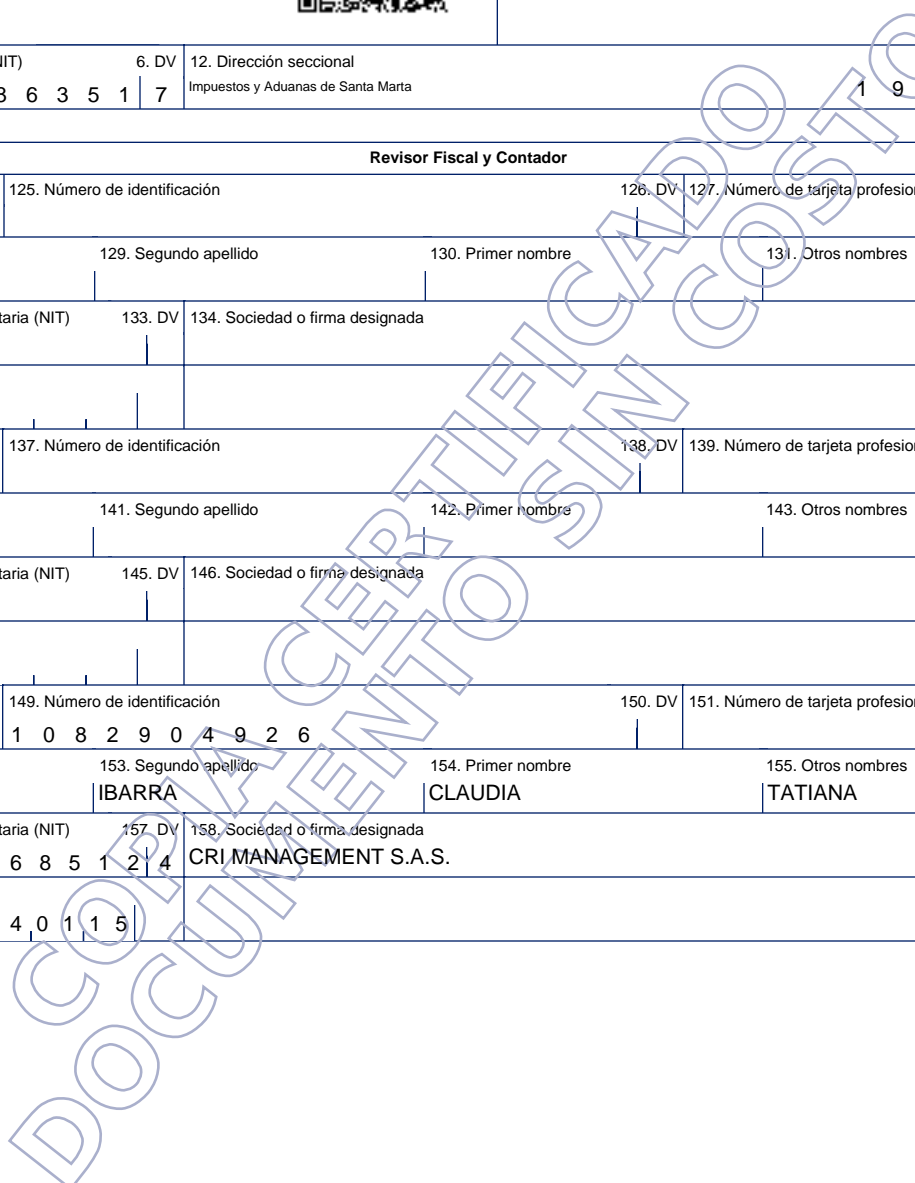 NIT) 6. DV 12. Dirección seccional
3 6 3 5 1 7 Impuestos y Aduanas de Santa Marta 1 9
Revisor Fiscal y Contador
125. Número de identificación 126. DV 127. Número de tarjeta profesion
129. Segundo apellido 130. Primer nombre 131. Otros nombres
taria (NIT) 133. DV 134. Sociedad o firma designada
137. Número de identificación 138. DV 139. Número de tarjeta profesion
141. Segundo apellido 142. Primer nombre 143. Otros nombres
taria (NIT) 145. DV 146. Sociedad o firma designada
149. Número de identificación 150. DV 151. Número de tarjeta profesion
1 0 8 2 9 0 4 9 2 6
153. Segundo apellido 154. Primer nombre 155. Otros nombres
IBARRA CLAUDIA TATIANA
taria (NIT) 157. DV 158. Sociedad o firma designada
6 8 5 1 2 4 CRI MANAGEMENT S.A.S.
4 0 1 1 5
COPIA CERTIFICADO
DOCUMENTO SIN COSTO